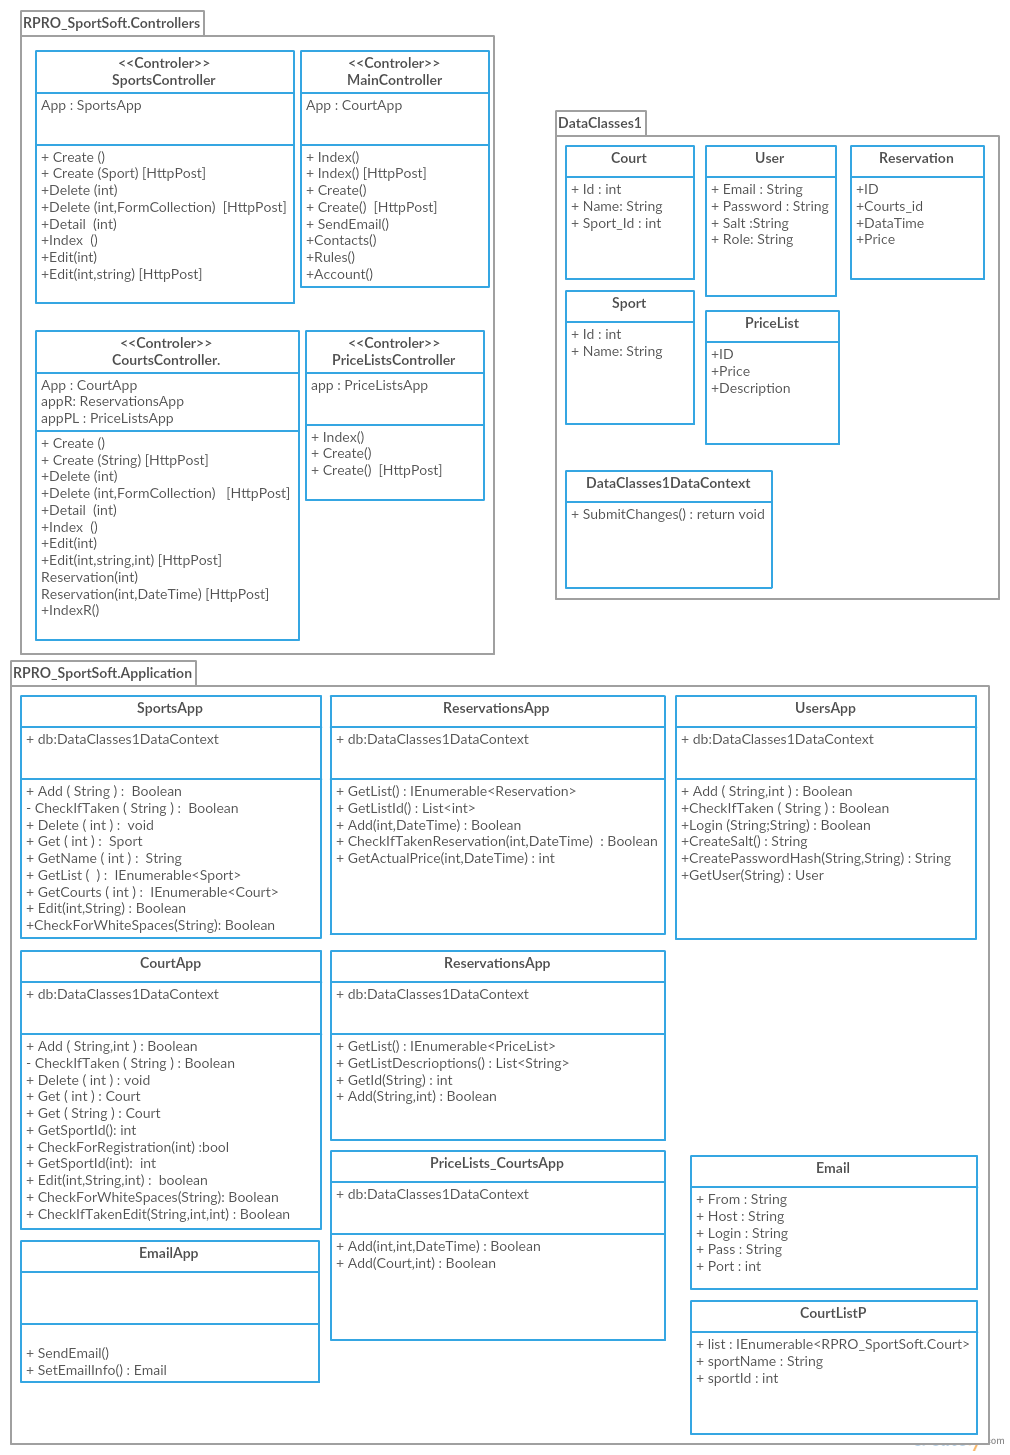 RPRO_SportSoft.Controllers
<<Controler>>
SportsController
App : SportsApp
+ Create ()
+ Create (Sport) [HttpPost]
+Delete (int)
+Delete (int,FormCollection)  [HttpPost]
+Detail  (int)
+Index  ()
+Edit(int)
+Edit(int,string) [HttpPost]
<<Controler>>
MainController
App : CourtApp
+ Index()
+ Index() [HttpPost]
+ Create()
+ Create()  [HttpPost]
+ SendEmail()
+Contacts()
+Rules()
+Account()
<<Controler>>
CourtsController.
App : CourtApp
appR: ReservationsApp
appPL : PriceListsApp
+ Create ()
+ Create (String) [HttpPost]
+Delete (int)
+Delete (int,FormCollection)   [HttpPost]
+Detail  (int)
+Index  ()
+Edit(int)
+Edit(int,string,int) [HttpPost]
Reservation(int)
Reservation(int,DateTime) [HttpPost]
+IndexR()
<<Controler>>
PriceListsController
app : PriceListsApp
+ Index()
+ Create()
+ Create()  [HttpPost]
DataClasses1
Court
+ Id : int
+ Name: String
+ Sport_Id : int
User
+ Email : String
+ Password : String
+ Salt :String
+ Role: String
Reservation
+ID
+Courts_id
+DataTime
+Price
Sport
+ Id : int
+ Name: String
PriceList
+ID
+Price
+Description
DataClasses1DataContext
+ SubmitChanges() : return void
RPRO_SportSoft.Application
SportsApp
+ db:DataClasses1DataContext
+ Add ( String ) :  Boolean
- CheckIfTaken ( String ) :  Boolean
+ Delete ( int ) :  void
+ Get ( int ) :  Sport
+ GetName ( int ) :  String
+ GetList (  ) :  IEnumerable<Sport>
+ GetCourts ( int ) :  IEnumerable<Court>
+ Edit(int,String) : Boolean
+CheckForWhiteSpaces(String): Boolean
ReservationsApp
+ db:DataClasses1DataContext
+ GetList() : IEnumerable<Reservation>
+ GetListId() : List<int>
+ Add(int,DateTime) : Boolean
+ CheckIfTakenReservation(int,DateTime)  : Boolean
+ GetActualPrice(int,DateTime) : int
UsersApp
+ db:DataClasses1DataContext
+ Add ( String,int ) : Boolean
+CheckIfTaken ( String ) : Boolean
+Login (String;String) : Boolean
+CreateSalt() : String
+CreatePasswordHash(String,String) : String
+GetUser(String) : User
CourtApp
+ db:DataClasses1DataContext
+ Add ( String,int ) : Boolean
- CheckIfTaken ( String ) : Boolean
+ Delete ( int ) : void
+ Get ( int ) : Court
+ Get ( String ) : Court
+ GetSportId(): int
+ CheckForRegistration(int) :bool
+ GetSportId(int):  int
+ Edit(int,String,int) :  boolean
+ CheckForWhiteSpaces(String): Boolean
+ CheckIfTakenEdit(String,int,int) : Boolean
ReservationsApp
+ db:DataClasses1DataContext
+ GetList() : IEnumerable<PriceList>
+ GetListDescrioptions() : List<String>
+ GetId(String) : int
+ Add(String,int) : Boolean
PriceLists_CourtsApp
+ db:DataClasses1DataContext
+ Add(int,int,DateTime) : Boolean
+ Add(Court,int) : Boolean
Email
+ From : String
+ Host : String
+ Login : String
+ Pass : String
+ Port : int
EmailApp
+ SendEmail()
+ SetEmailInfo() : Email
CourtListP
+ list : IEnumerable<RPRO_SportSoft.Court>
+ sportName : String
+ sportId : int
om